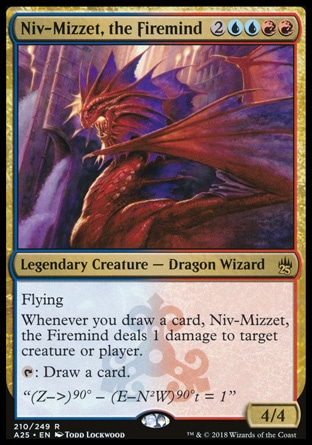 Niv-Mizzet, the Firemind 2
Legendary Creature — Dragon Wizard
Flying
Whenever you draw a card, Niv-Mizzet,
the Firemind deals 1 damage to target
creature or player.
: Draw a card.
“(Z–>)⁹⁰° – (E–N²W)⁹⁰°t = 1”
4/4
210/249 R
A25 • EN Todd Lockwood
™ & © 2018 Wizards of the Coast